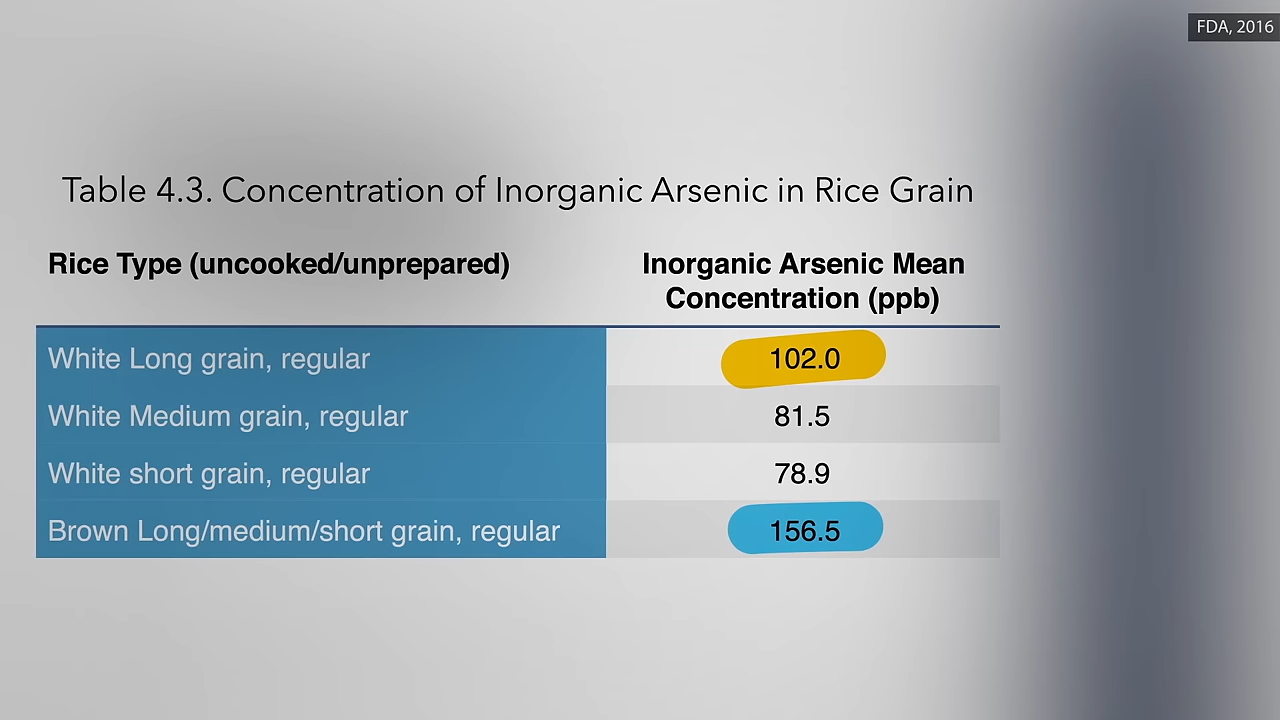 FDA, 2016
Table 4.3. Concentration of Inorganic Arsenic in Rice Grain
Rice Type (uncooked/unprepared)
Inorganic Arsenic Mean
Concentration (ppb)
White Long grain, regular
102.0
White Medium grain, regular
81.5
White short grain, regular
78.9
Brown Long/medium/short grain, regular
156.5